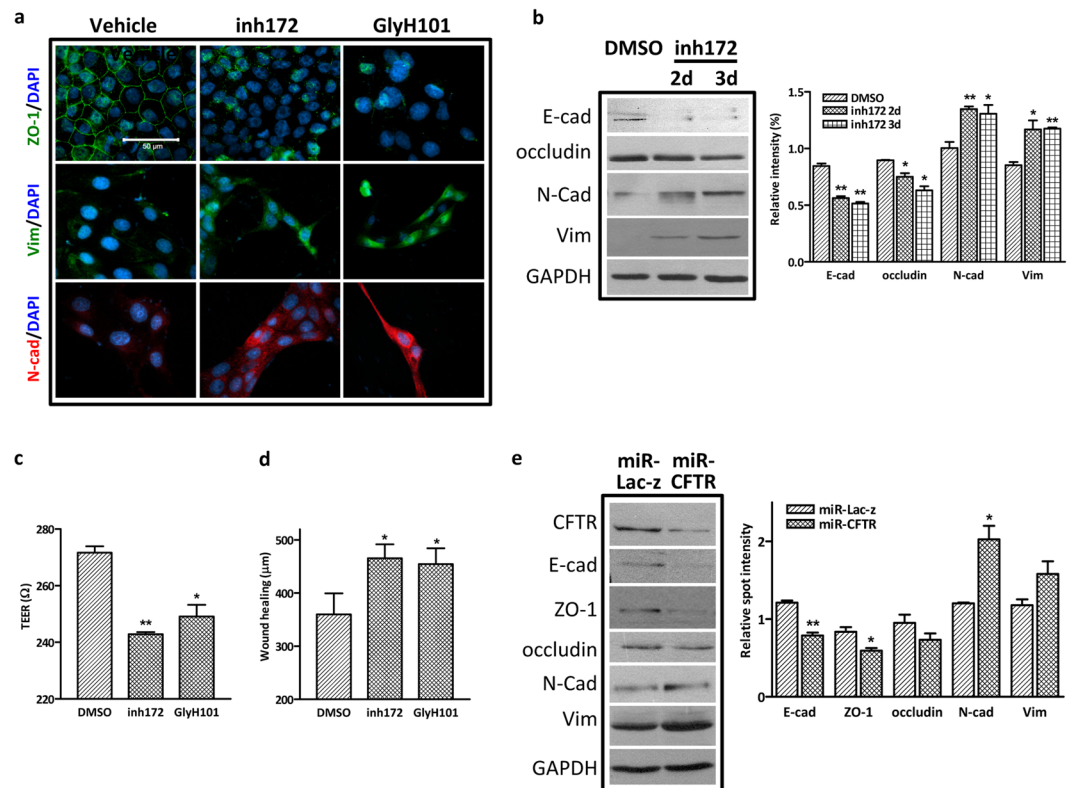 a
Vehicle inh172 GlyH101
ZO-1/DAPI
50 µm
Vim/DAPI
N-cad/DAPI
b
DMSO inh172
2d 3d
E-cad
occludin
N-Cad
Vim
GAPDH
Relative intensity (%)
1.5
1.0
0.5
0.0
DMSO
inh172 2d
inh172 3d
** ** * * ** * * **
E-cad occludin N-cad Vim
c
TEER (Ω)
280
260
240
220
** *
DMSO inh172 GlyH101
d
Wound healing (µm)
500
400
300
200
* *
DMSO inh172 GlyH101
e
miR- miR-
Lac-z CFTR
CFTR
E-cad
ZO-1
occludin
N-Cad
Vim
GAPDH
Relative spot intensity
2
1
0
miR-Lac-z
miR-CFTR
** * *
E-cad ZO-1 occludin N-cad Vim